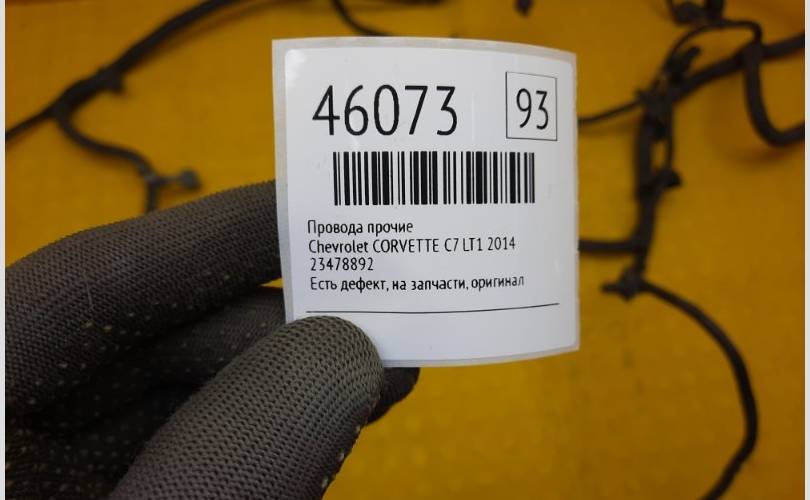 46073 93
Провода прочие
Chevrolet CORVETTE C7 LT1 2014
23478892
Есть дефект, на запчасти, оригинал